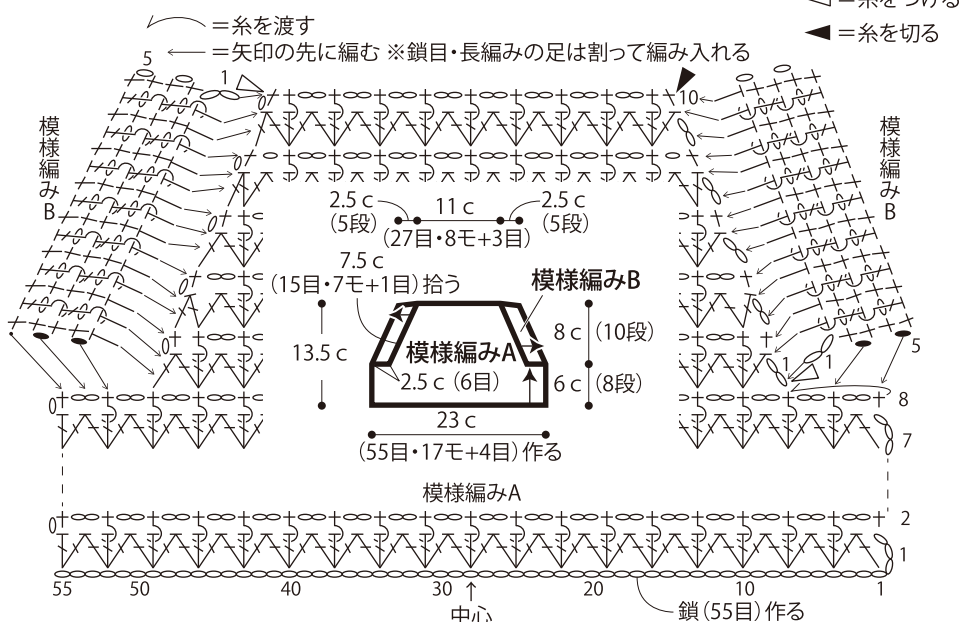 ＝糸をつける
＝糸を渡す
＝糸を切る
＝矢印の先に編む ※鎖目・長編みの足は割って編み入れる
5
1
10
模様編みB
模様編みB
2.5 c
(5段)
11 c
(27目・8モ+3目)
2.5 c
(5段)
7.5 c
(15目・7モ+1目) 拾う
模様編みB
13.5 c
模様編みA
8 c (10段)
2.5 c (6目)
6 c (8段)
23 c
(55目・17モ+4目) 作る
1
1
5
8
7
模様編みA
2
1
55
50
40
30
20
10
1
中心
鎖(55目)作る